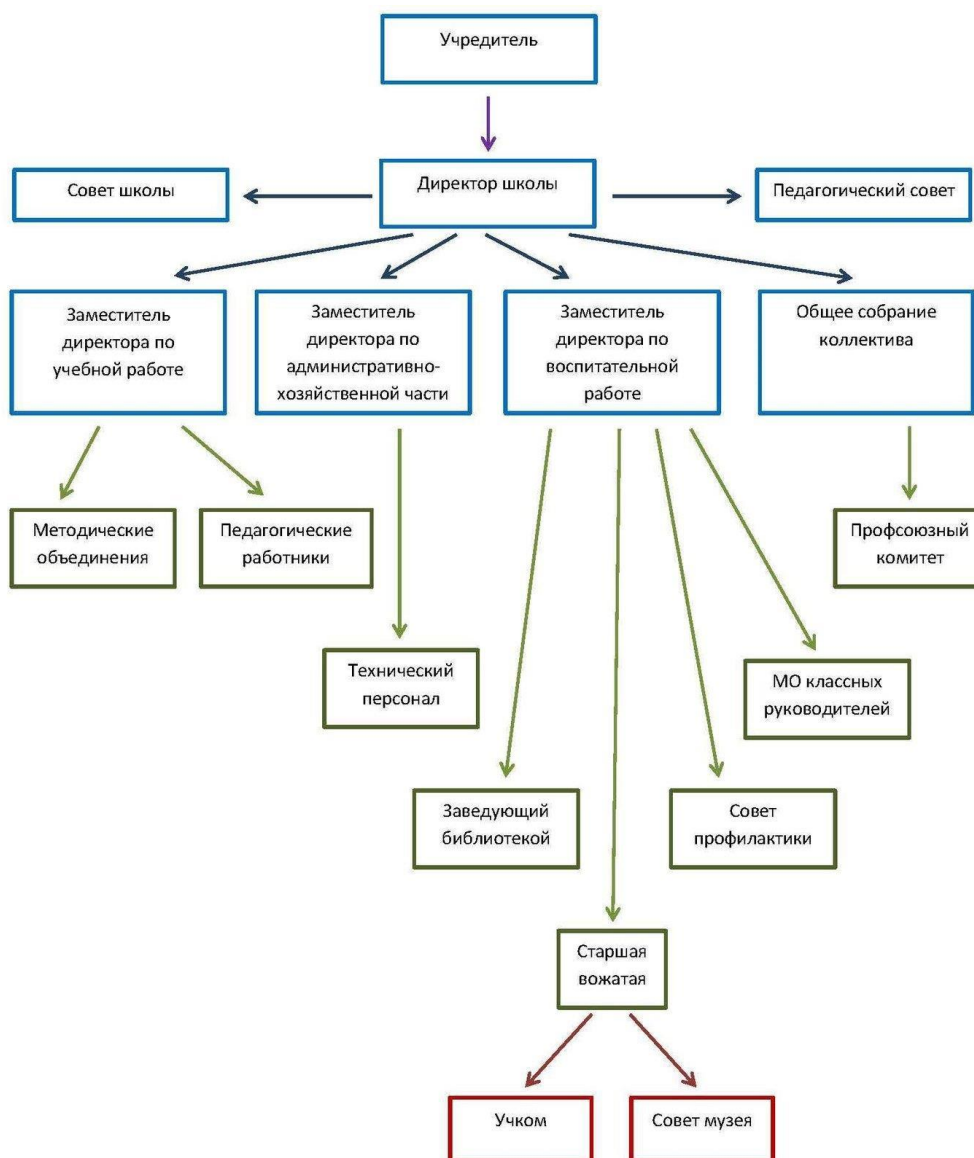 Учредитель
Совет школы
Директор школы
Педагогический совет
Заместитель
директора по
учебной работе
Заместитель
директора по
административно-
хозяйственной части
Заместитель
директора по
воспитательной
работе
Общее собрание
коллектива
Методические
объединения
Педагогические
работники
Профсоюзный
комитет
Технический
персонал
МО классных
руководителей
Заведующий
библиотекой
Совет
профилактики
Старшая
вожатая
Учком
Совет музея